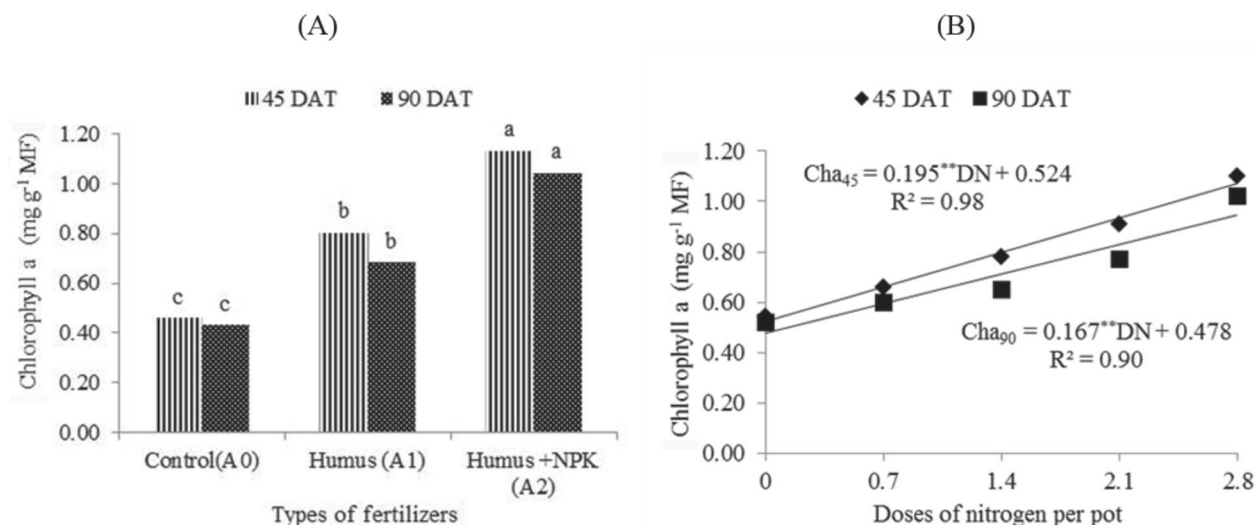 (A)
45 DAT 90 DAT
Chlorophyll a (mg g⁻¹ MF)
1.20
1.00
0.80
0.60
0.40
0.20
0.00
c c
b
b
a
a
Control(A0) Humus (A1) Humus +NPK
(A2)
Types of fertilizers
(B)
45 DAT 90 DAT
Chlorophyll a (mg g⁻¹ MF)
1.20
1.00
0.80
0.60
0.40
0.20
0.00
Cha₄₅ = 0.195**DN + 0.524
R² = 0.98
Cha₉₀ = 0.167**DN + 0.478
R² = 0.90
0 0.7 1.4 2.1 2.8
Doses of nitrogen per pot